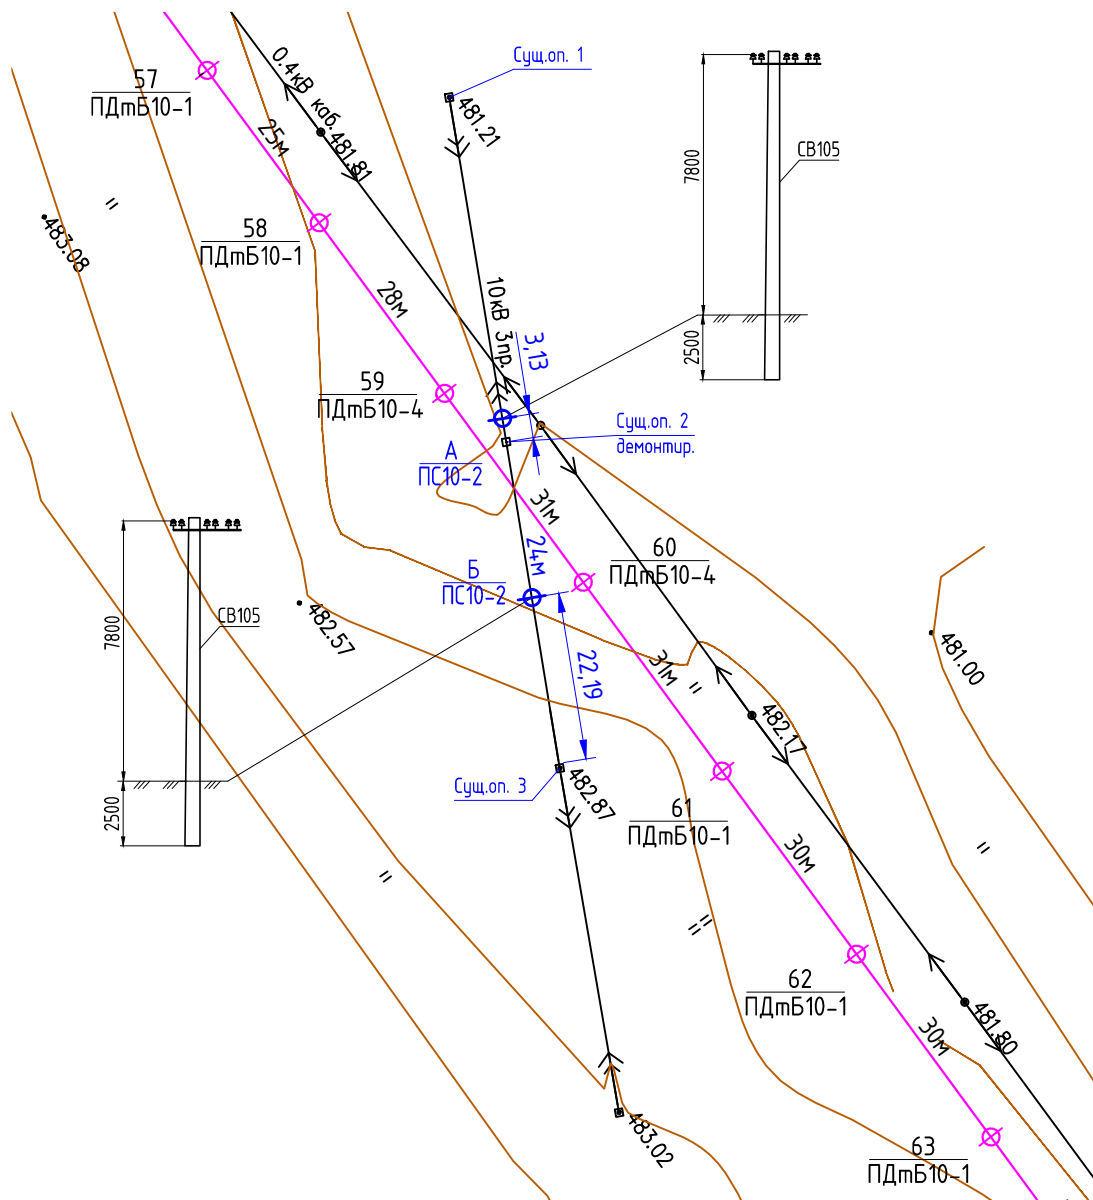 Сущ.оп. 1
57
ПДтБ10-1
0.4кВ каб.
481.21
25м
481.81
7800
СВ105
483.08
58
ПДтБ10-1
28м
10кВ 3пр.
3,13
2500
59
ПДтБ10-4
Сущ.оп. 2
демонтир.
А
ПС10-2
31м
24м
60
ПДтБ10-4
Б
ПС10-2
7800
СВ105
482.57
481.00
22,19
31м
482.17
Сущ.оп. 3
482.87
2500
61
ПДтБ10-1
30м
62
ПДтБ10-1
30м
481.80
483.02
63
ПДтБ10-1